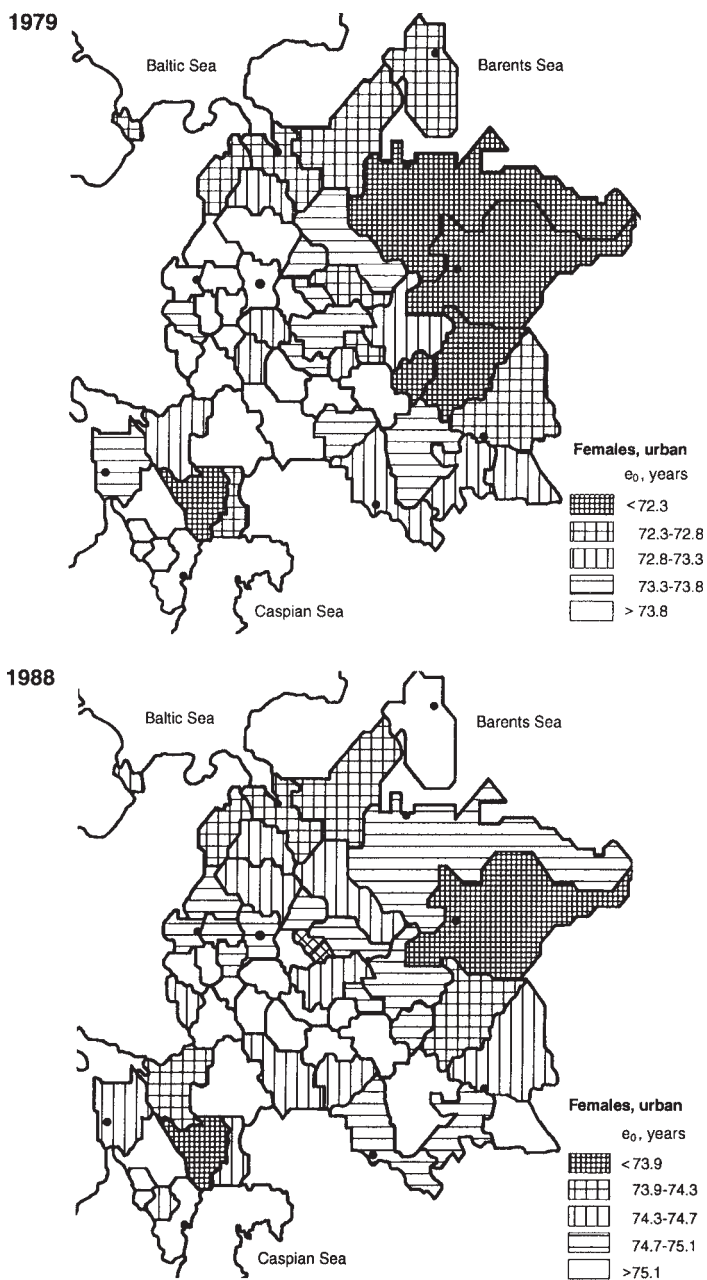 1979
Baltic Sea
Barents Sea
Females, urban
e₀, years
<72.3
72.3-72.8
72.8-73.3
73.3-73.8
> 73.8
Caspian Sea
1988
Baltic Sea
Barents Sea
Females, urban
e₀, years
<73.9
73.9-74.3
74.3-74.7
74.7-75.1
>75.1
Caspian Sea